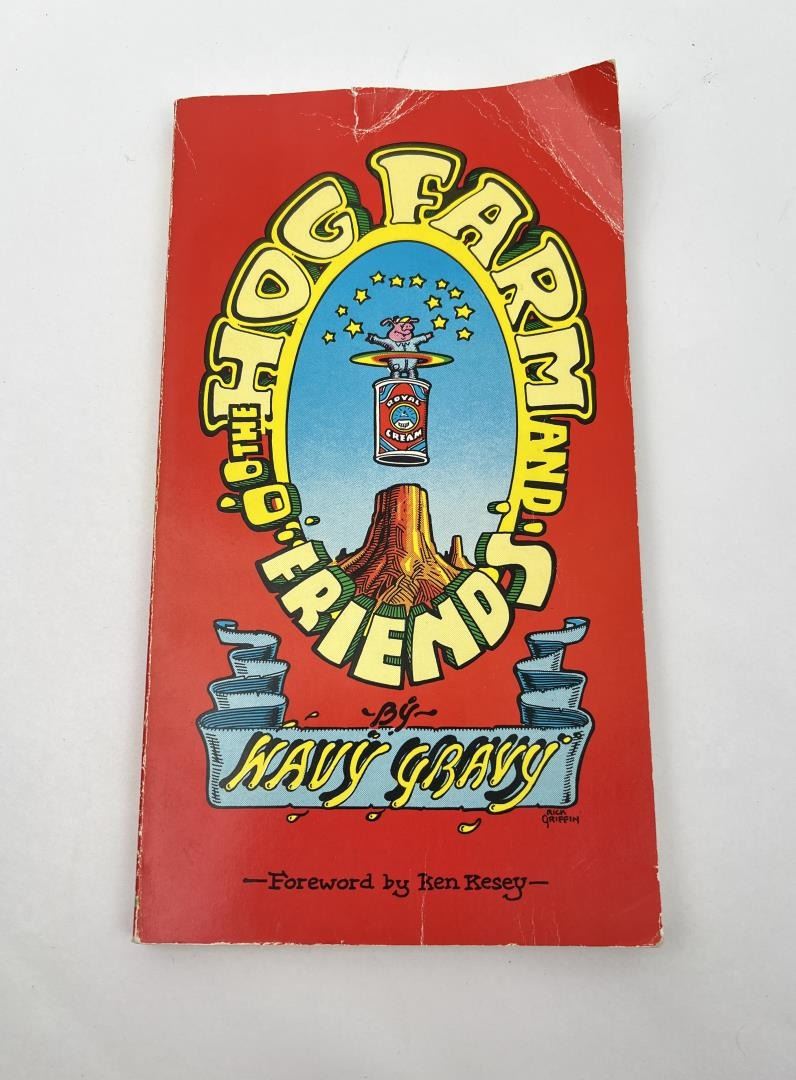 THE
HOG FARM
AND
FRIENDS
ROYAL
CREAM
~BY~
WAVY GRAVY
RICK
GRIFFIN
—Foreword by Ken Kesey—